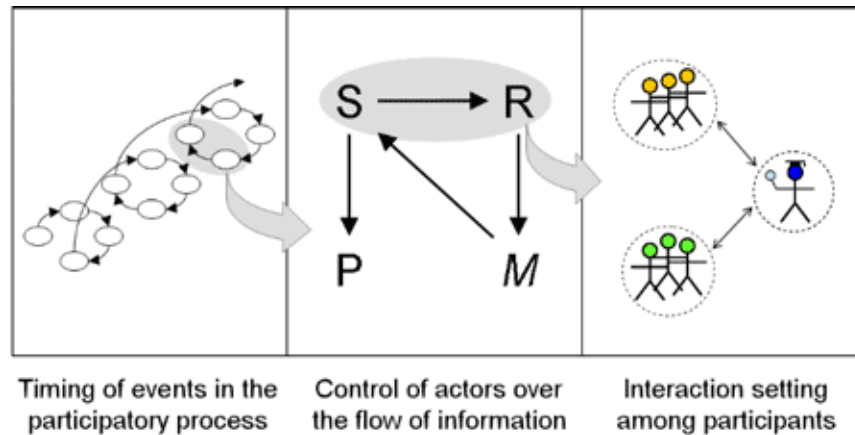 S R
P M
Timing of events in the
participatory process
Control of actors over
the flow of information
Interaction setting
among participants